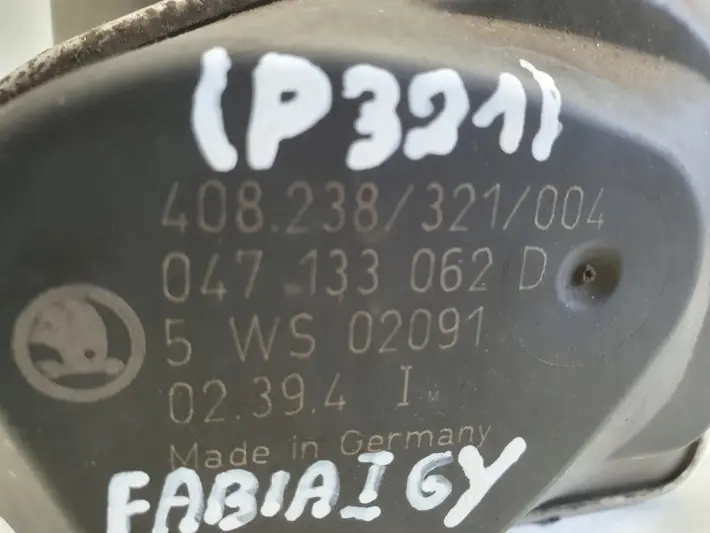 (P321)
408.238/321/004
047 133 062 D
5 WS 02091
02.39.4 I
Made in Germany
FABIA I 6Y